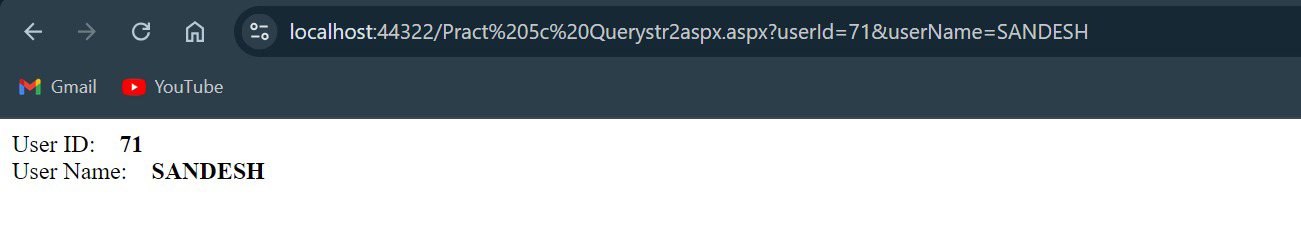 localhost:44322/Pract%205c%20Querystr2aspx.aspx?userId=71&userName=SANDESH
Gmail YouTube
User ID: 71
User Name: SANDESH